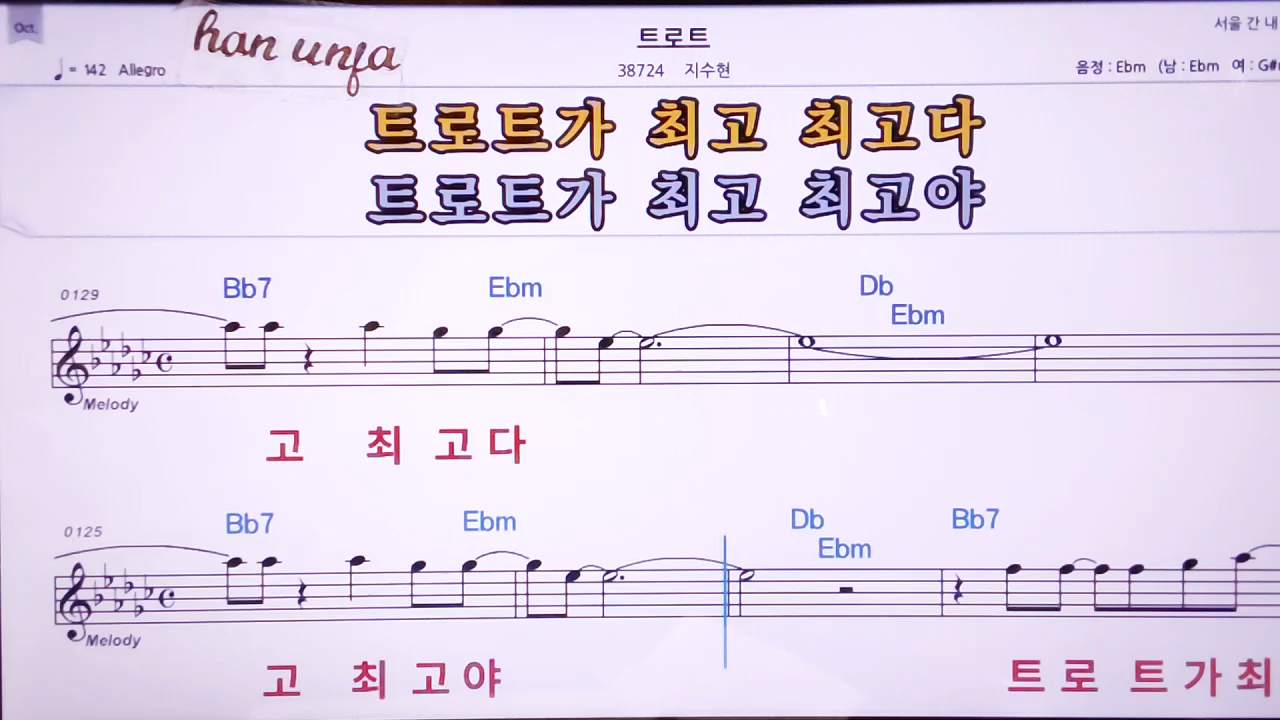 Oct.
han unja
트로트
서울 간 내
♩ = 142 Allegro
38724 지수현
음정 : Ebm (남 : Ebm 여 : G#
트로트가 최고 최고다
트로트가 최고 최고야
0129
Bb7 Ebm Db Ebm
Melody
고 최 고 다
0125
Bb7 Ebm Db Ebm Bb7
Melody
고 최 고 야 트 로 트 가 최